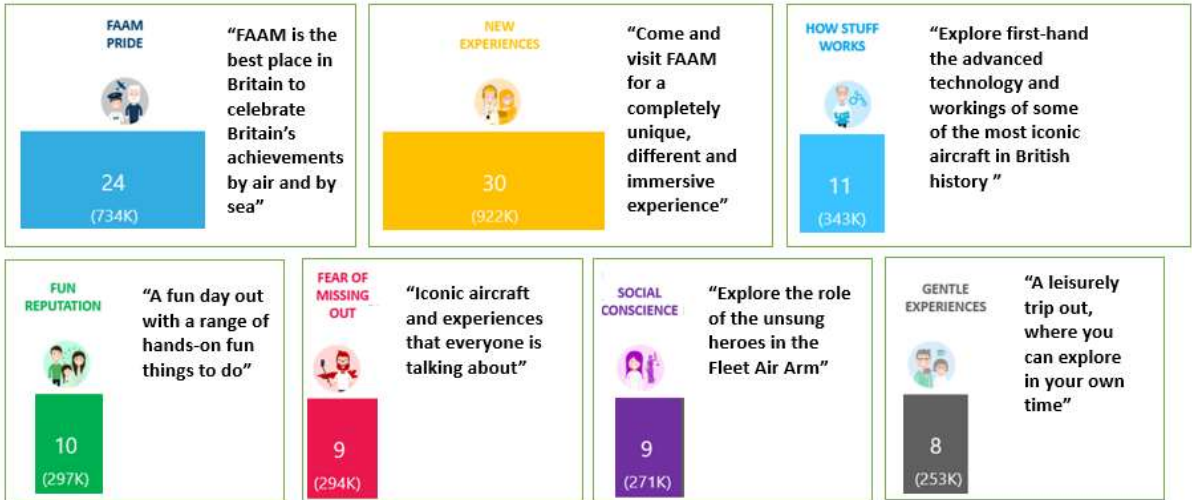 FAAM
PRIDE
24
(734K)
“FAAM is the
best place in
Britain to
celebrate
Britain’s
achievements
by air and by
sea”
NEW
EXPERIENCES
30
(922K)
“Come and
visit FAAM
for a
completely
unique,
different and
immersive
experience”
HOW STUFF
WORKS
11
(343K)
“Explore first-hand
the advanced
technology and
workings of some
of the most iconic
aircraft in British
history ”
FUN
REPUTATION
10
(297K)
“A fun day out
with a range of
hands-on fun
things to do”
FEAR OF
MISSING
OUT
9
(294K)
“Iconic aircraft
and experiences
that everyone is
talking about”
SOCIAL
CONSCIENCE
9
(271K)
“Explore the role
of the unsung
heroes in the
Fleet Air Arm”
GENTLE
EXPERIENCES
8
(253K)
“A leisurely
trip out,
where you
can explore
in your own
time”